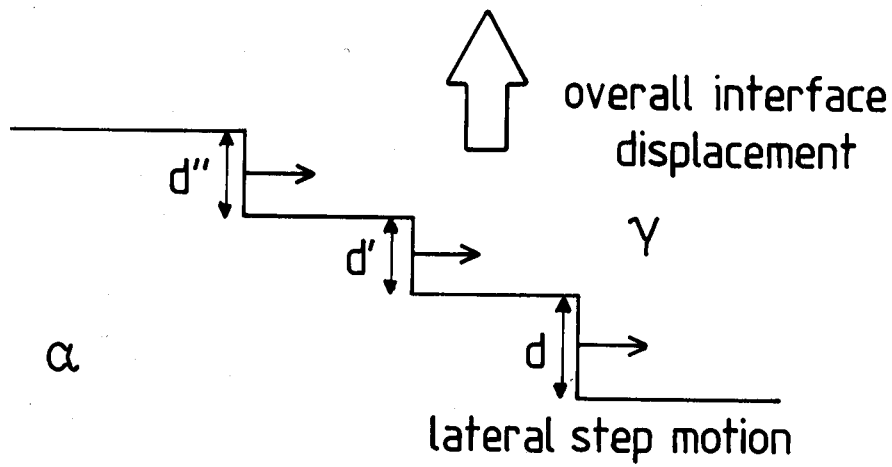 overall interface
displacement
d"
γ
d'
α
d
lateral step motion